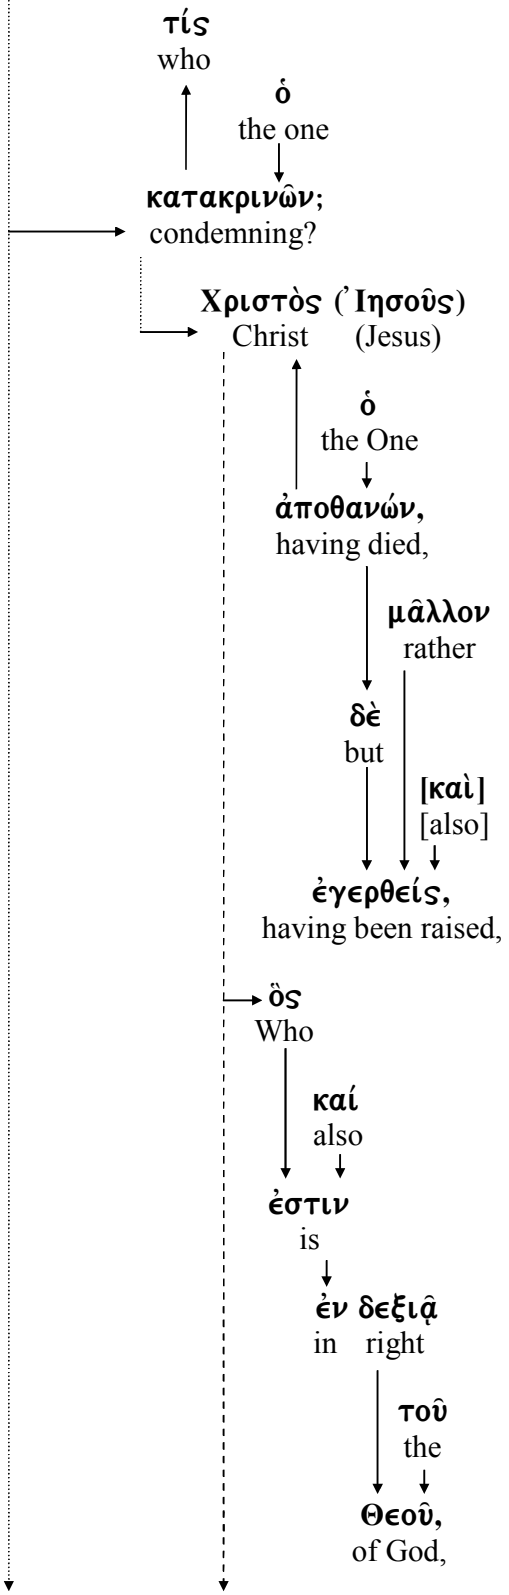 τίς
who
ὁ
the one
κατακρινῶν;
condemning?
Χριστὸς (Ἰησοῦς)
Christ (Jesus)
ὁ
the One
ἀποθανών,
having died,
μᾶλλον
rather
δὲ
but
[καὶ]
[also]
ἐγερθείς,
having been raised,
ὃς
Who
καί
also
ἐστιν
is
ἐν δεξιᾷ
in right
τοῦ
the
Θεοῦ,
of God,